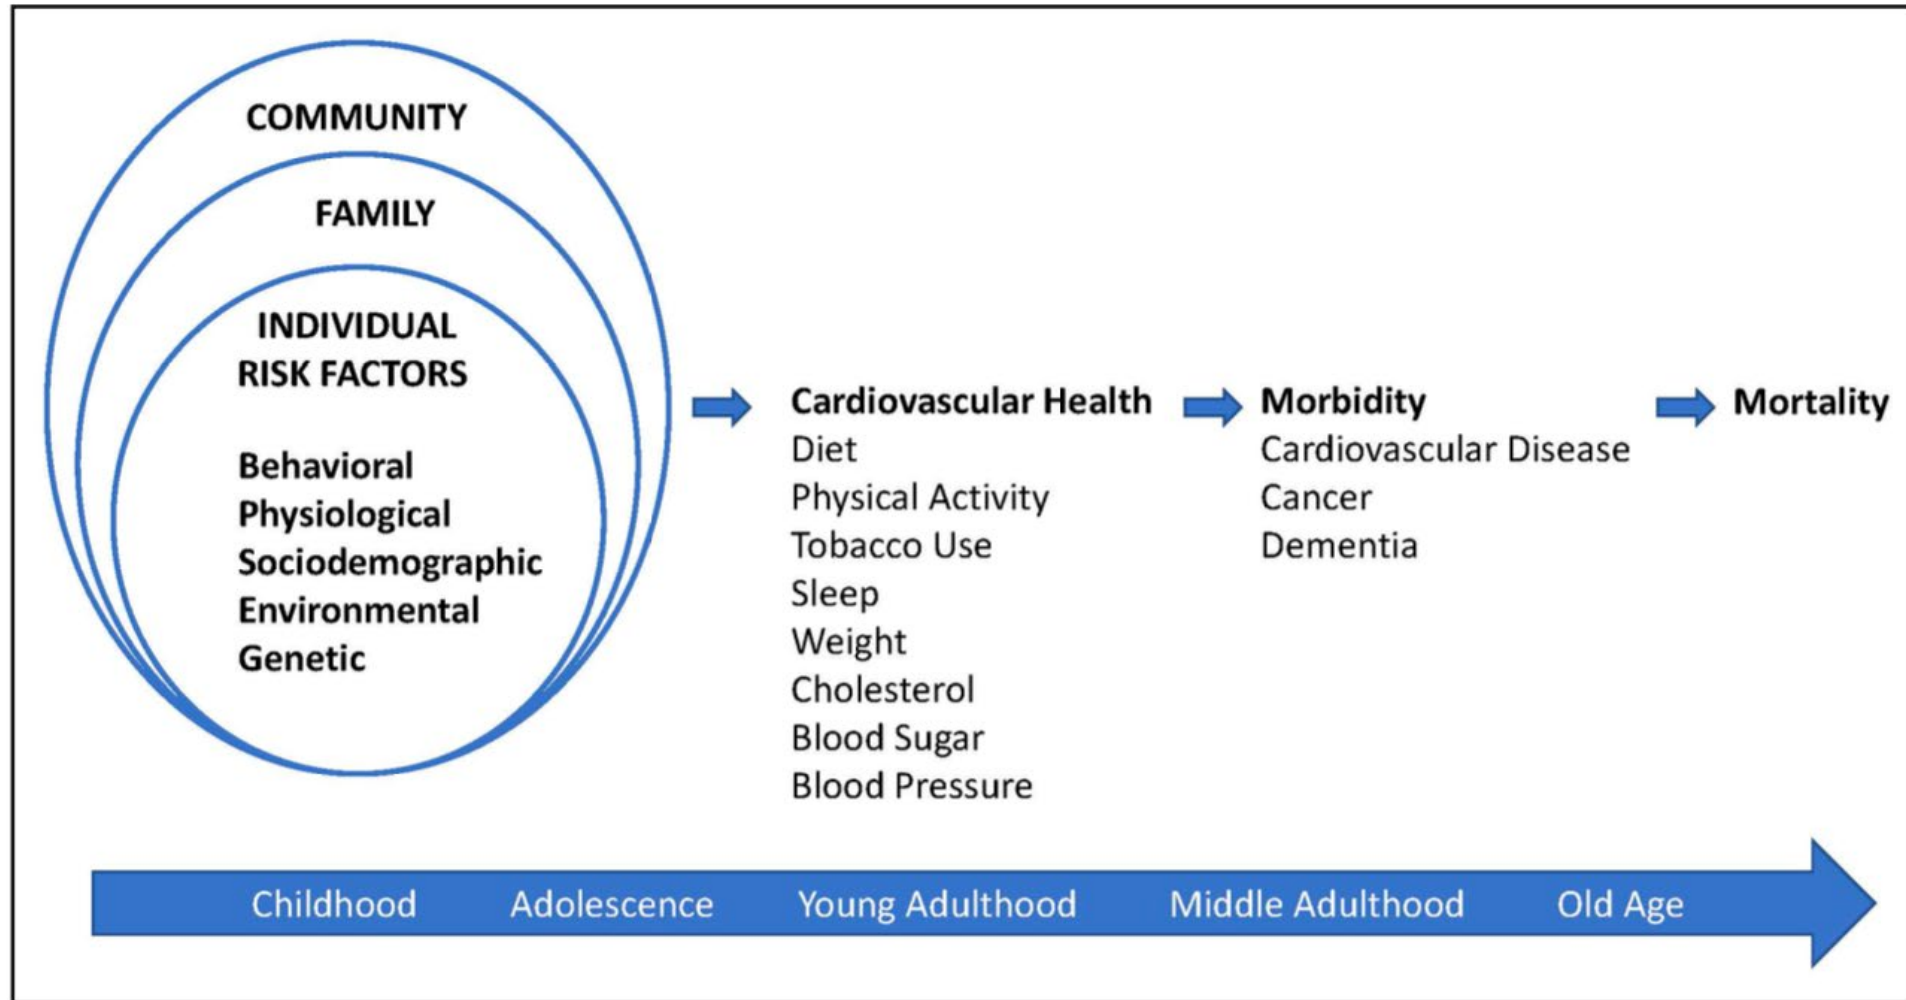 COMMUNITY
FAMILY
INDIVIDUAL
RISK FACTORS
Behavioral
Physiological
Sociodemographic
Environmental
Genetic
Cardiovascular Health
Diet
Physical Activity
Tobacco Use
Sleep
Weight
Cholesterol
Blood Sugar
Blood Pressure
Morbidity
Cardiovascular Disease
Cancer
Dementia
Mortality
Childhood Adolescence Young Adulthood Middle Adulthood Old Age